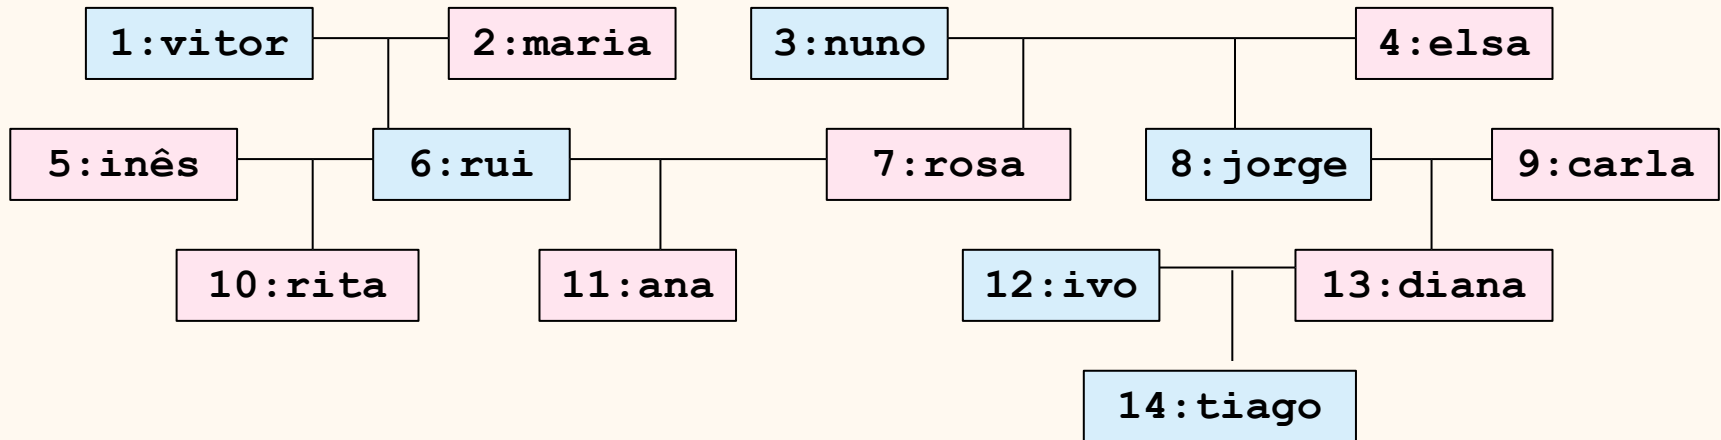 1:vitor 2:maria 3:nuno 4:elsa
5:inês 6:rui 7:rosa 8:jorge 9:carla
10:rita 11:ana 12:ivo 13:diana
14:tiago